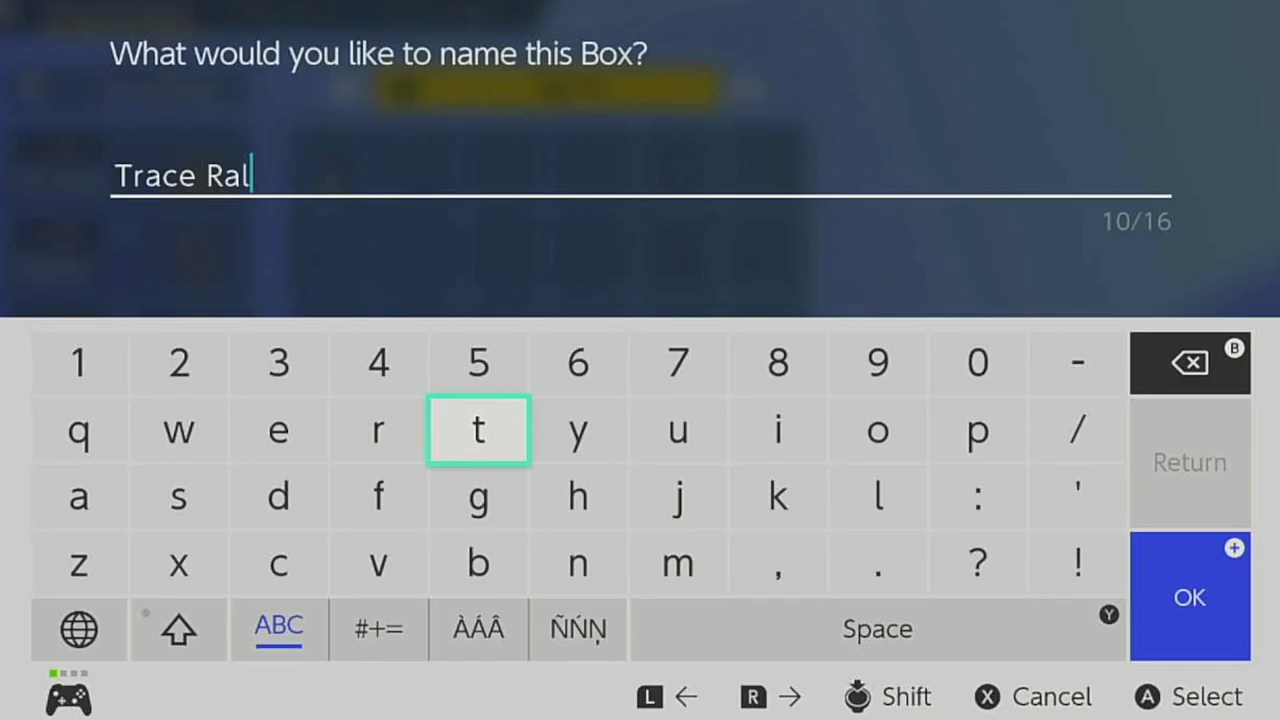 What would you like to name this Box?
Trace Ral
10/16
1 2 3 4 5 6 7 8 9 0 - B
q w e r t y u i o p / Return
a s d f g h j k l : '
z x c v b n m , . ? ! + OK
ABC #+= ÀÁÂ ÑŃŅ Space Y
L ← R → Shift X Cancel A Select